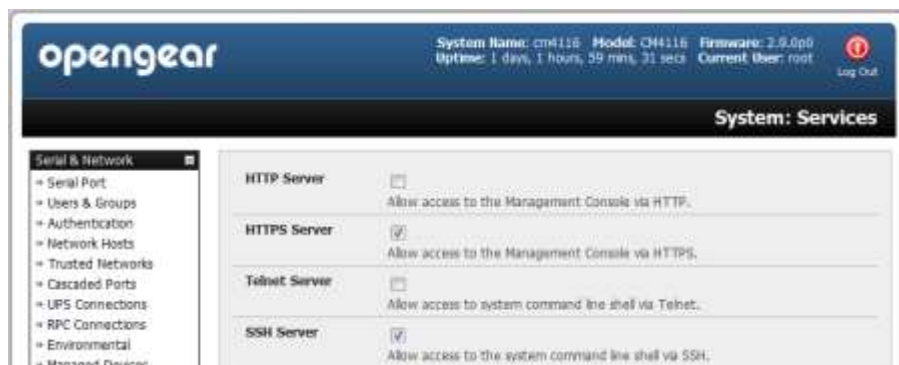 opengear
System Name: cm4116 Model: CM4116 Firmware: 2.8.0p0
Uptime: 1 days, 1 hours, 59 mins, 31 secs Current User: root
Log Out
System: Services
Serial & Network
Serial Port
Users & Groups
Authentication
Network Hosts
Trusted Networks
Cascaded Ports
UPS Connections
RPC Connections
Environmental
Managed Devices
HTTP Server
Allow access to the Management Console via HTTP.
HTTPS Server
Allow access to the Management Console via HTTPS.
Telnet Server
Allow access to system command line shell via Telnet.
SSH Server
Allow access to the system command line shell via SSH.